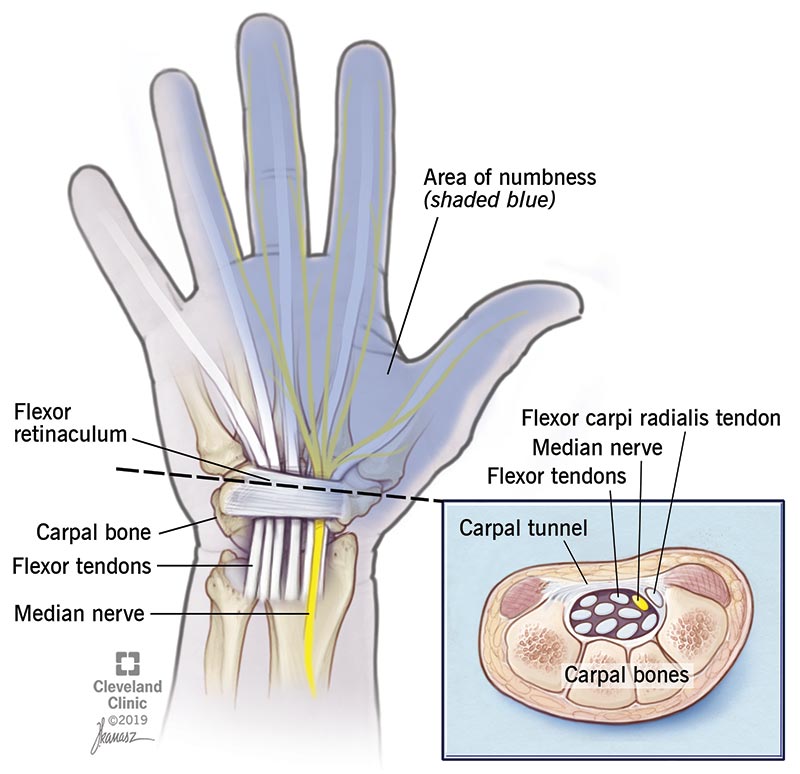 Area of numbness
(shaded blue)
Flexor
retinaculum
Flexor carpi radialis tendon
Median nerve
Flexor tendons
Carpal tunnel
Carpal bone
Flexor tendons
Median nerve
Carpal bones
Cleveland
Clinic
©2019